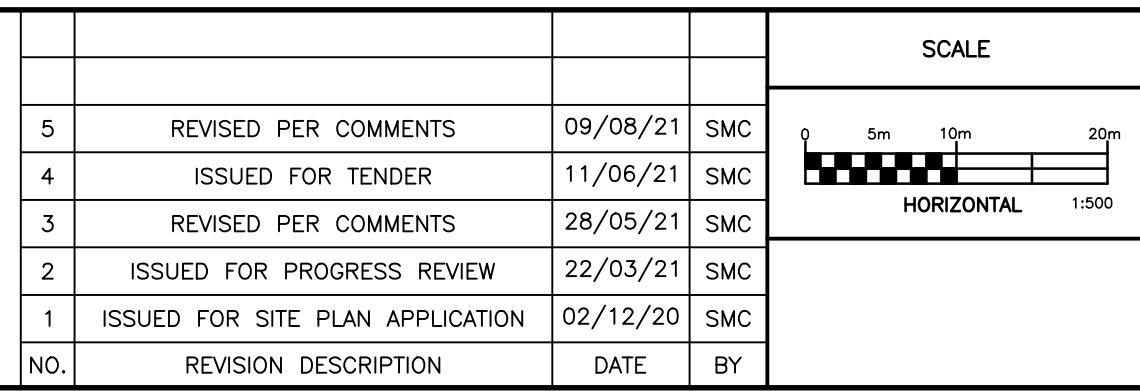 5 REVISED PER COMMENTS 09/08/21 SMC
4 ISSUED FOR TENDER 11/06/21 SMC
3 REVISED PER COMMENTS 28/05/21 SMC
2 ISSUED FOR PROGRESS REVIEW 22/03/21 SMC
1 ISSUED FOR SITE PLAN APPLICATION 02/12/20 SMC
NO. REVISION DESCRIPTION DATE BY
SCALE
0 5m 10m 20m
HORIZONTAL 1:500